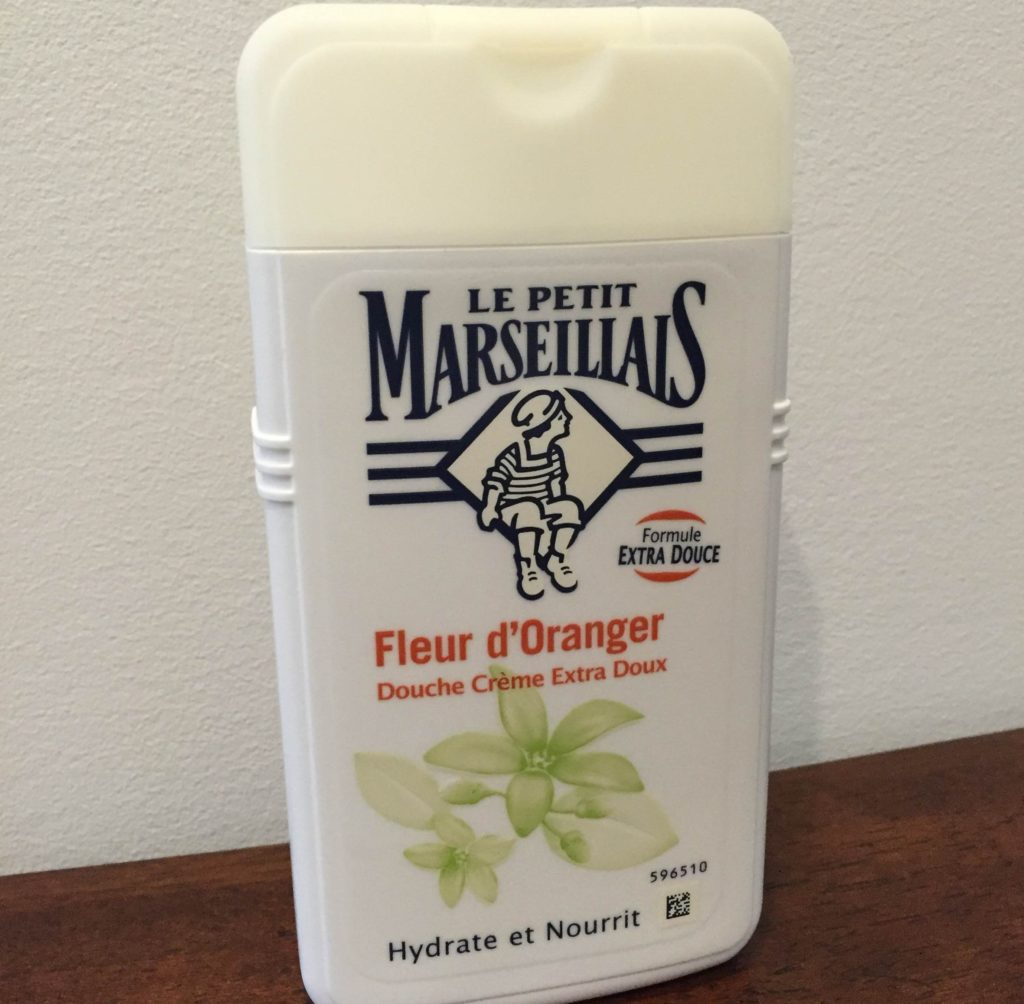 LE PETIT
MARSEILLAIS
Formule
EXTRA DOUCE
Fleur d'Oranger
Douche Crème Extra Doux
596510
Hydrate et Nourrit